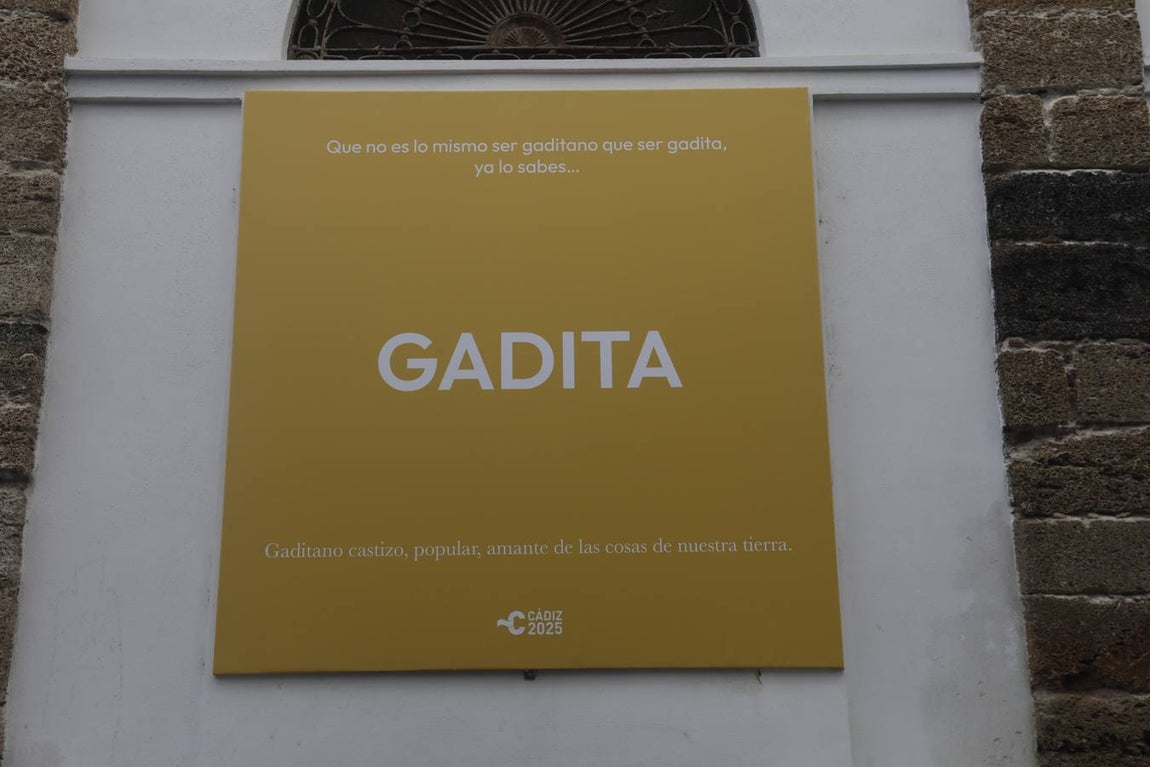 Que no es lo mismo ser gaditano que ser gadita,
ya lo sabes...
GADITA
Gaditano castizo, popular, amante de las cosas de nuestra tierra.
~C CÁDIZ
2025